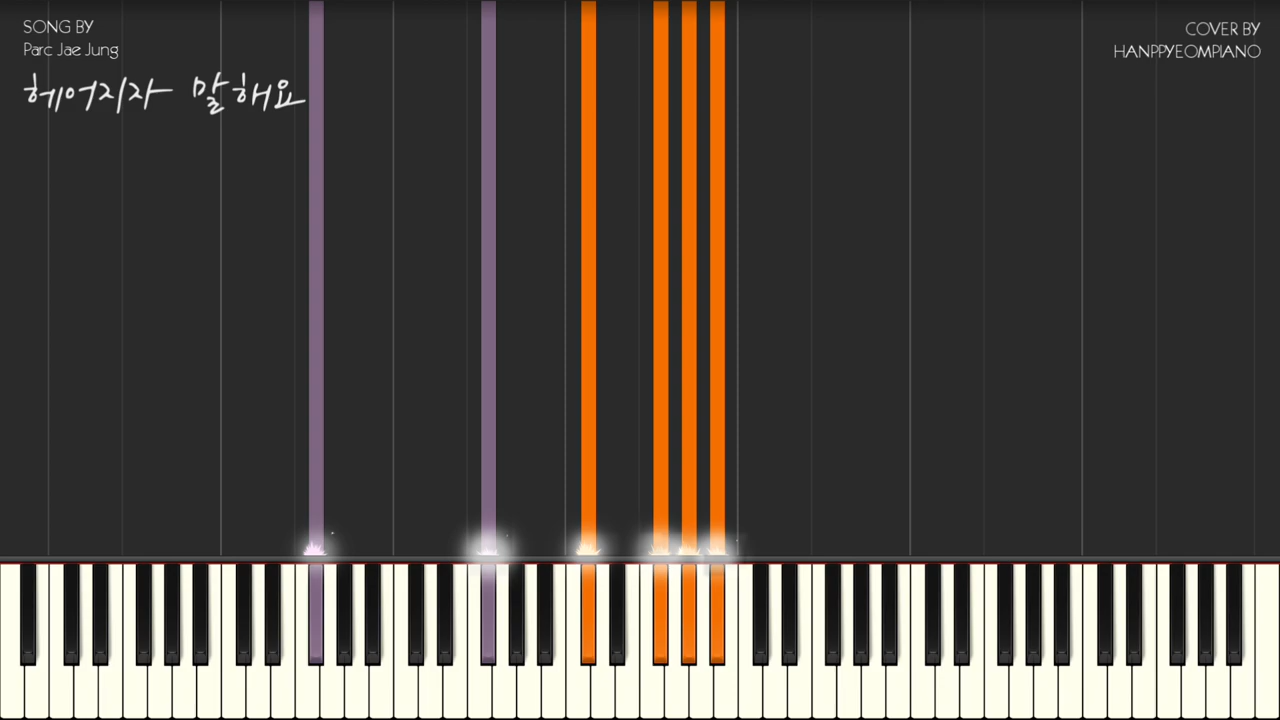 SONG BY
Parc Jae Jung
헤어지자 말해요
COVER BY
HANPPYEOMPIANO